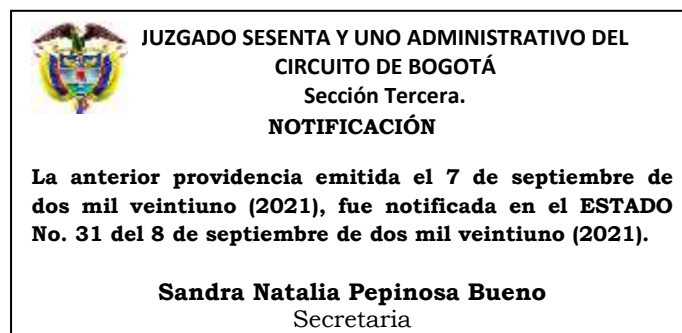 JUZGADO SESENTA Y UNO ADMINISTRATIVO DEL
CIRCUITO DE BOGOTÁ
Sección Tercera.
NOTIFICACIÓN
La anterior providencia emitida el 7 de septiembre de
dos mil veintiuno (2021), fue notificada en el ESTADO
No. 31 del 8 de septiembre de dos mil veintiuno (2021).
Sandra Natalia Pepinosa Bueno
Secretaria